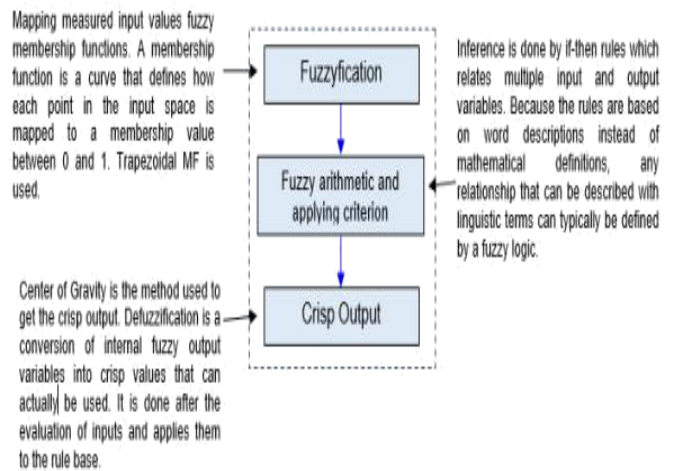 Mapping measured input values fuzzy
membership functions. A membership
function is a curve that defines how
each point in the input space is
mapped to a membership value
between 0 and 1. Trapezoidal MF is
used.
Fuzzyfication
Inference is done by if-then rules which
relates multiple input and output
variables. Because the rules are based
on word descriptions instead of
mathematical definitions, any
relationship that can be described with
linguistic terms can typically be defined
by a fuzzy logic.
Fuzzy arithmetic and
applying criterion
Center of Gravity is the method used to
get the crisp output. Defuzzification is a
conversion of internal fuzzy output
variables into crisp values that can
actually be used. It is done after the
evaluation of inputs and applies them
to the rule base.
Crisp Output